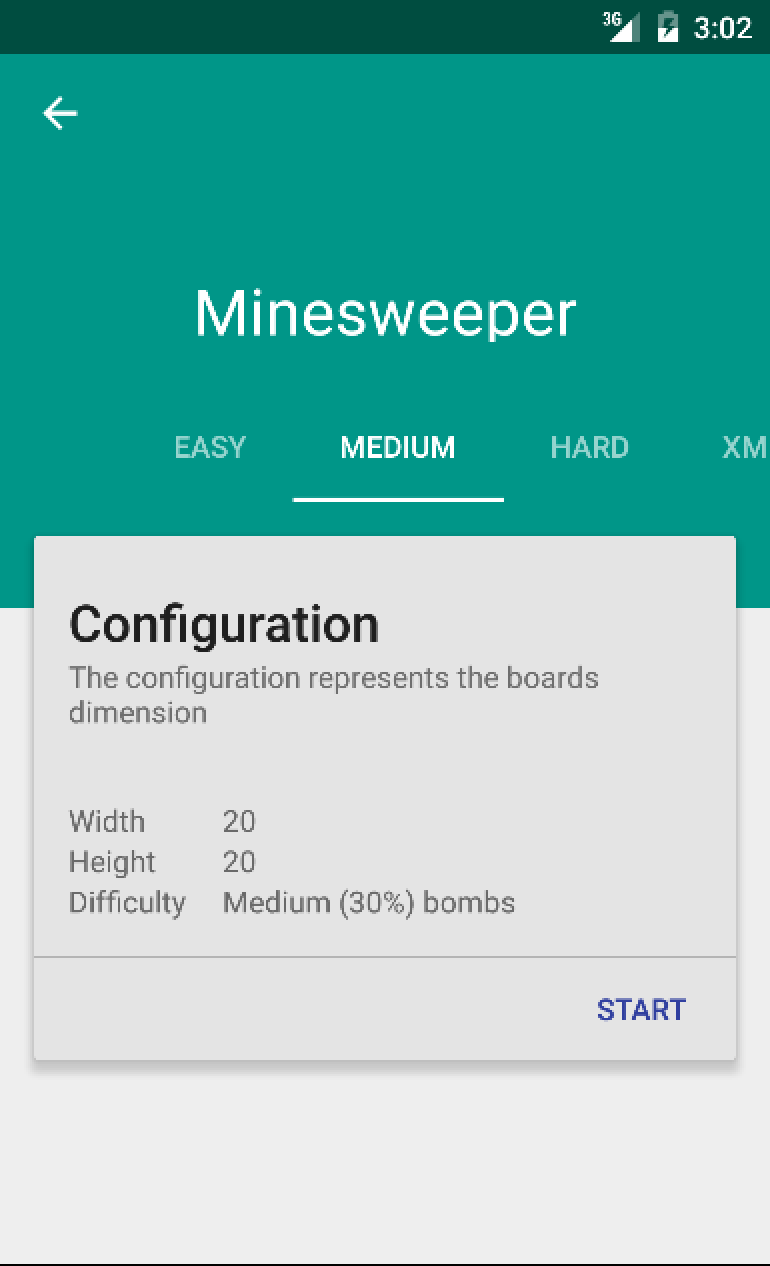 3G 3:02
Minesweeper
EASY MEDIUM HARD XM
Configuration
The configuration represents the boards
dimension
Width 20
Height 20
Difficulty Medium (30%) bombs
START